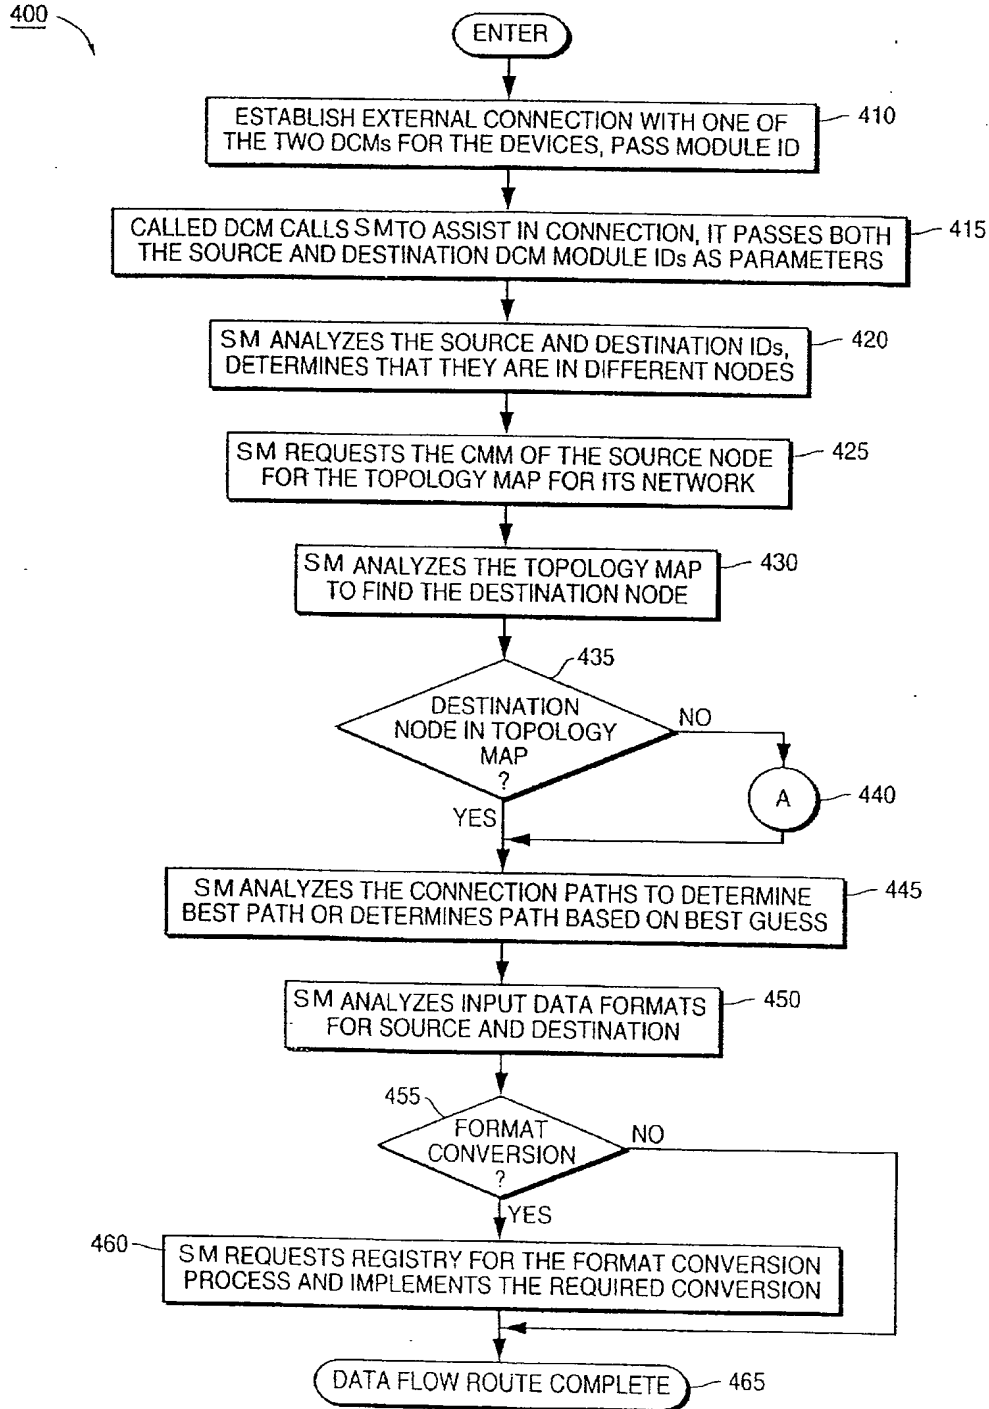 400
ENTER
ESTABLISH EXTERNAL CONNECTION WITH ONE OF
THE TWO DCMs FOR THE DEVICES, PASS MODULE ID
410
CALLED DCM CALLS SM TO ASSIST IN CONNECTION, IT PASSES BOTH
THE SOURCE AND DESTINATION DCM MODULE IDs AS PARAMETERS
415
SM ANALYZES THE SOURCE AND DESTINATION IDs,
DETERMINES THAT THEY ARE IN DIFFERENT NODES
420
SM REQUESTS THE CMM OF THE SOURCE NODE
FOR THE TOPOLOGY MAP FOR ITS NETWORK
425
SM ANALYZES THE TOPOLOGY MAP
TO FIND THE DESTINATION NODE
430
435
DESTINATION
NODE IN TOPOLOGY
MAP
?
NO
A
440
YES
SM ANALYZES THE CONNECTION PATHS TO DETERMINE
BEST PATH OR DETERMINES PATH BASED ON BEST GUESS
445
SM ANALYZES INPUT DATA FORMATS
FOR SOURCE AND DESTINATION
450
455
FORMAT
CONVERSION
?
NO
YES
460
SM REQUESTS REGISTRY FOR THE FORMAT CONVERSION
PROCESS AND IMPLEMENTS THE REQUIRED CONVERSION
DATA FLOW ROUTE COMPLETE
465